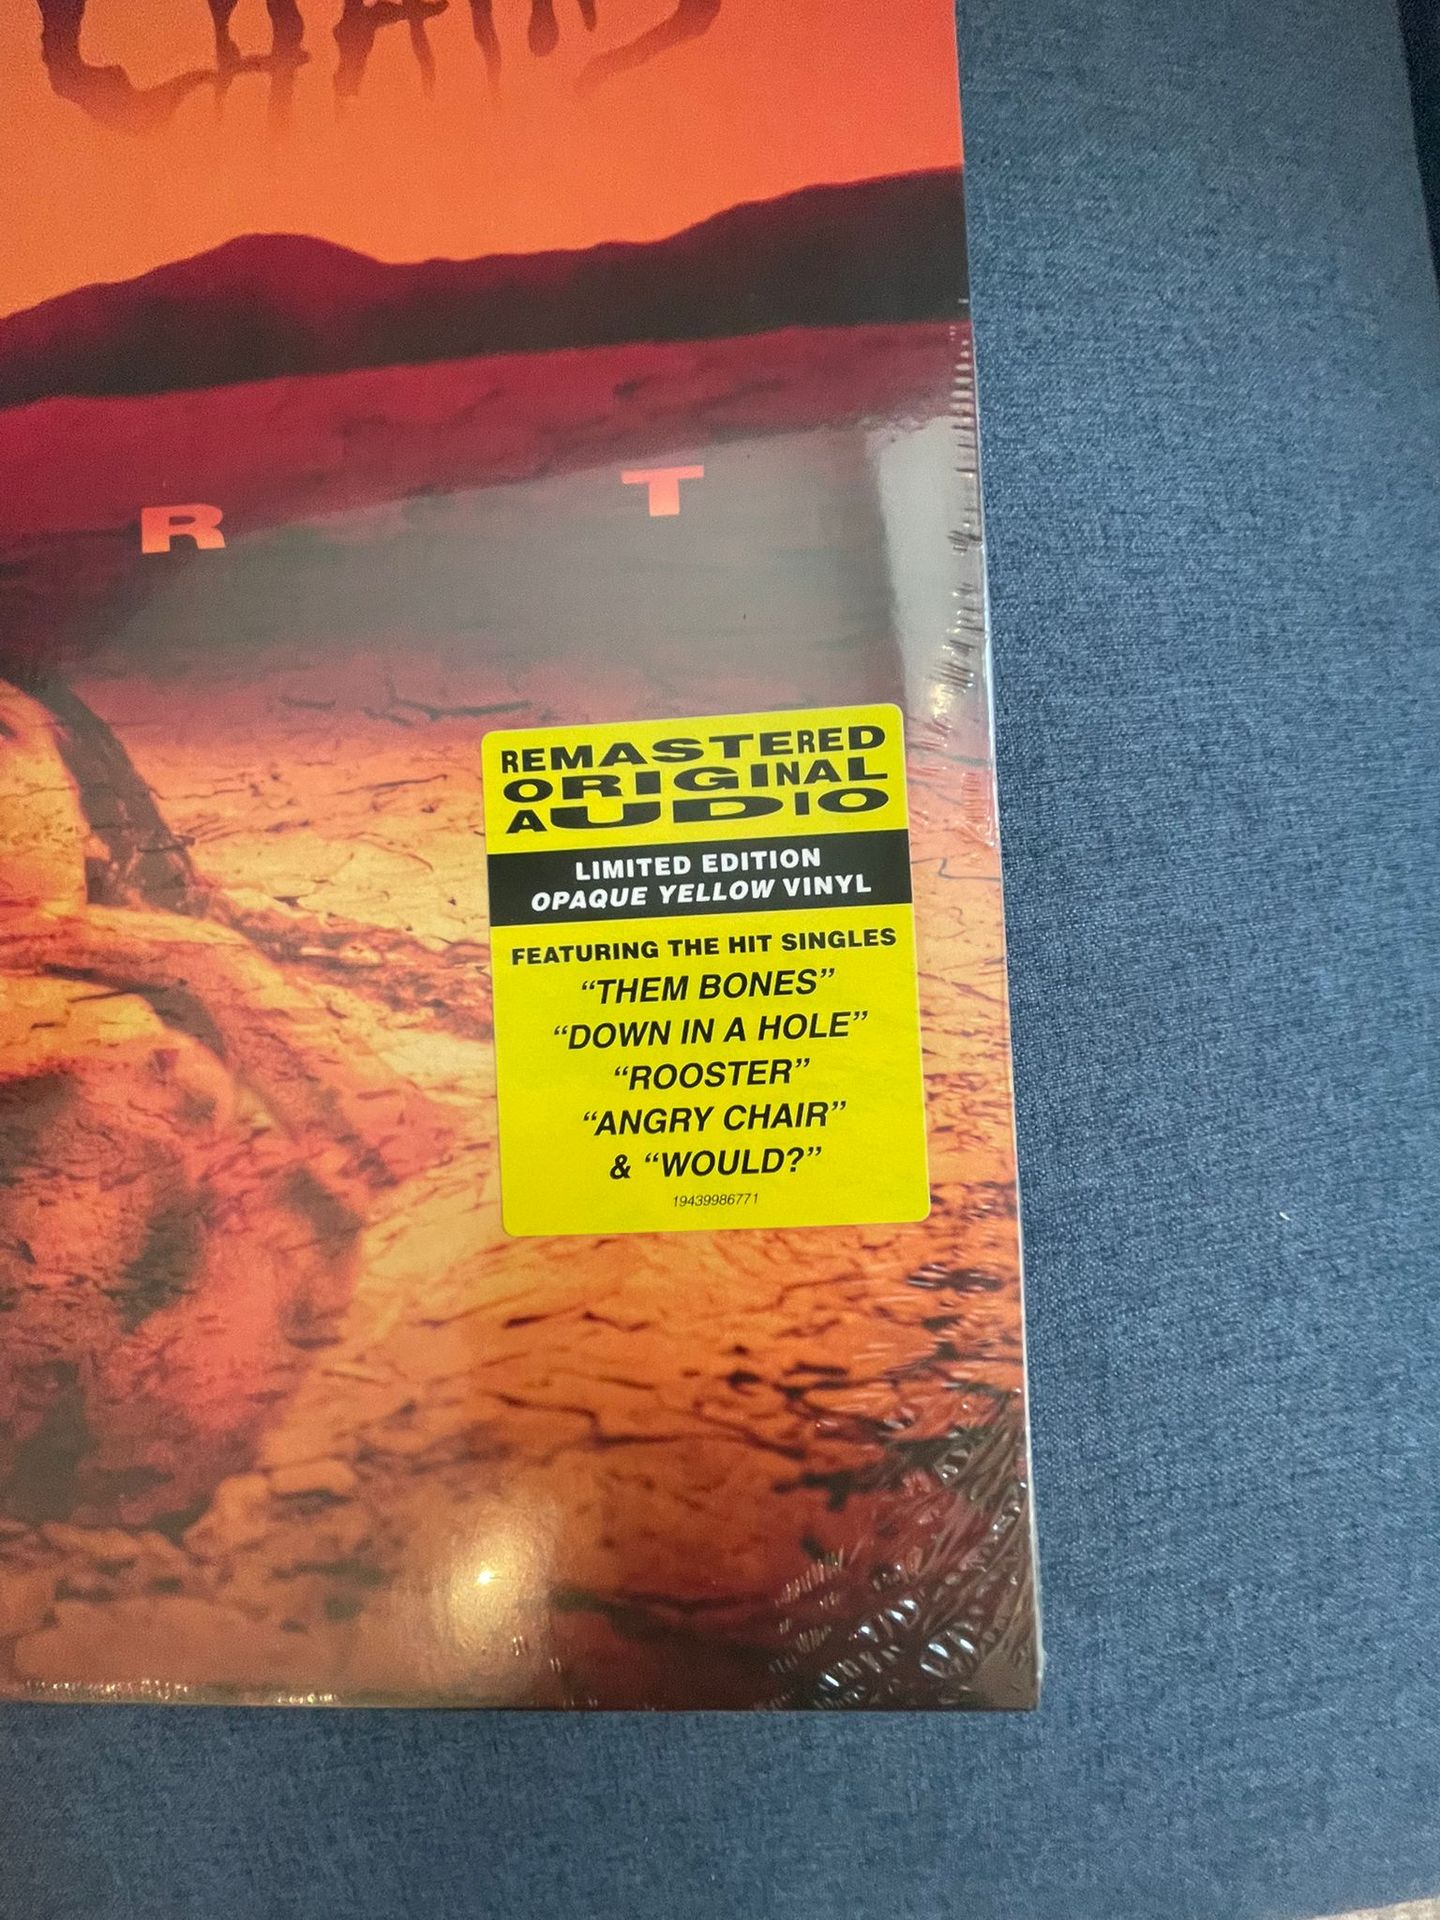 CHAINS
R T
REMASTERED
ORIGINAL
AUDIO
LIMITED EDITION
OPAQUE YELLOW VINYL
FEATURING THE HIT SINGLES
“THEM BONES”
“DOWN IN A HOLE”
“ROOSTER”
“ANGRY CHAIR”
& “WOULD?”
19439986771